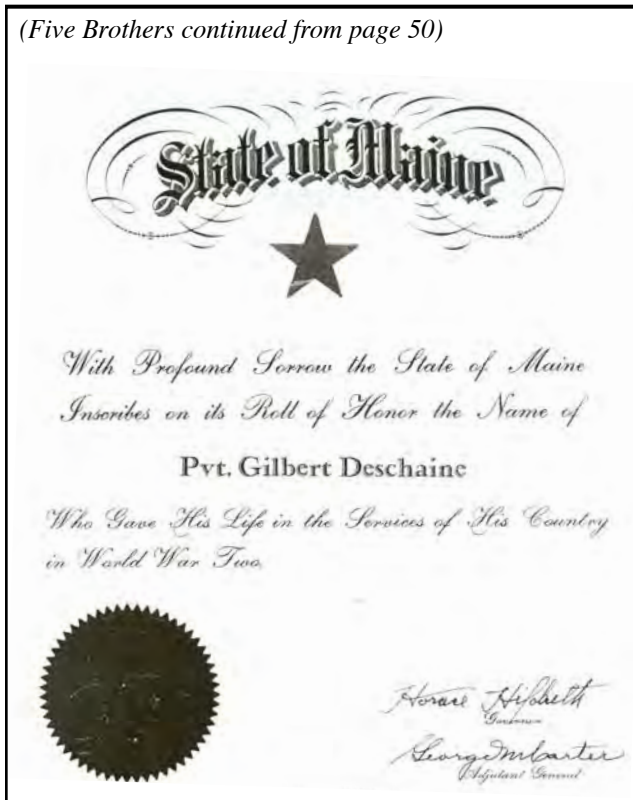 (Five Brothers continued from page 50)
State of Maine
With Profound Sorrow the State of Maine
Inscribes on its Roll of Honor the Name of
Pvt. Gilbert Deschaine
Who Gave His Life in the Services of His Country
in World War Two
Horace Hildreth
Governor
George M Carter
Adjutant General